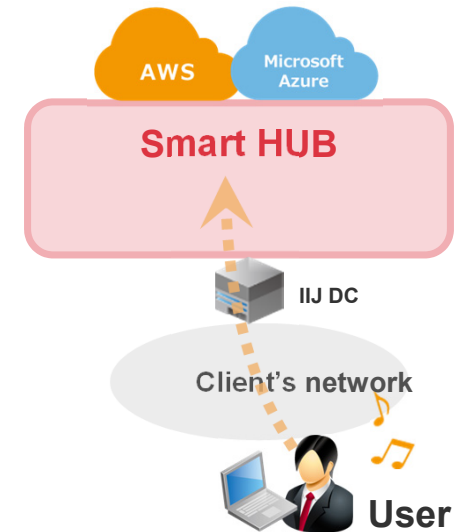 AWS
Microsoft
Azure
Smart HUB
IIJ DC
Client's network
User